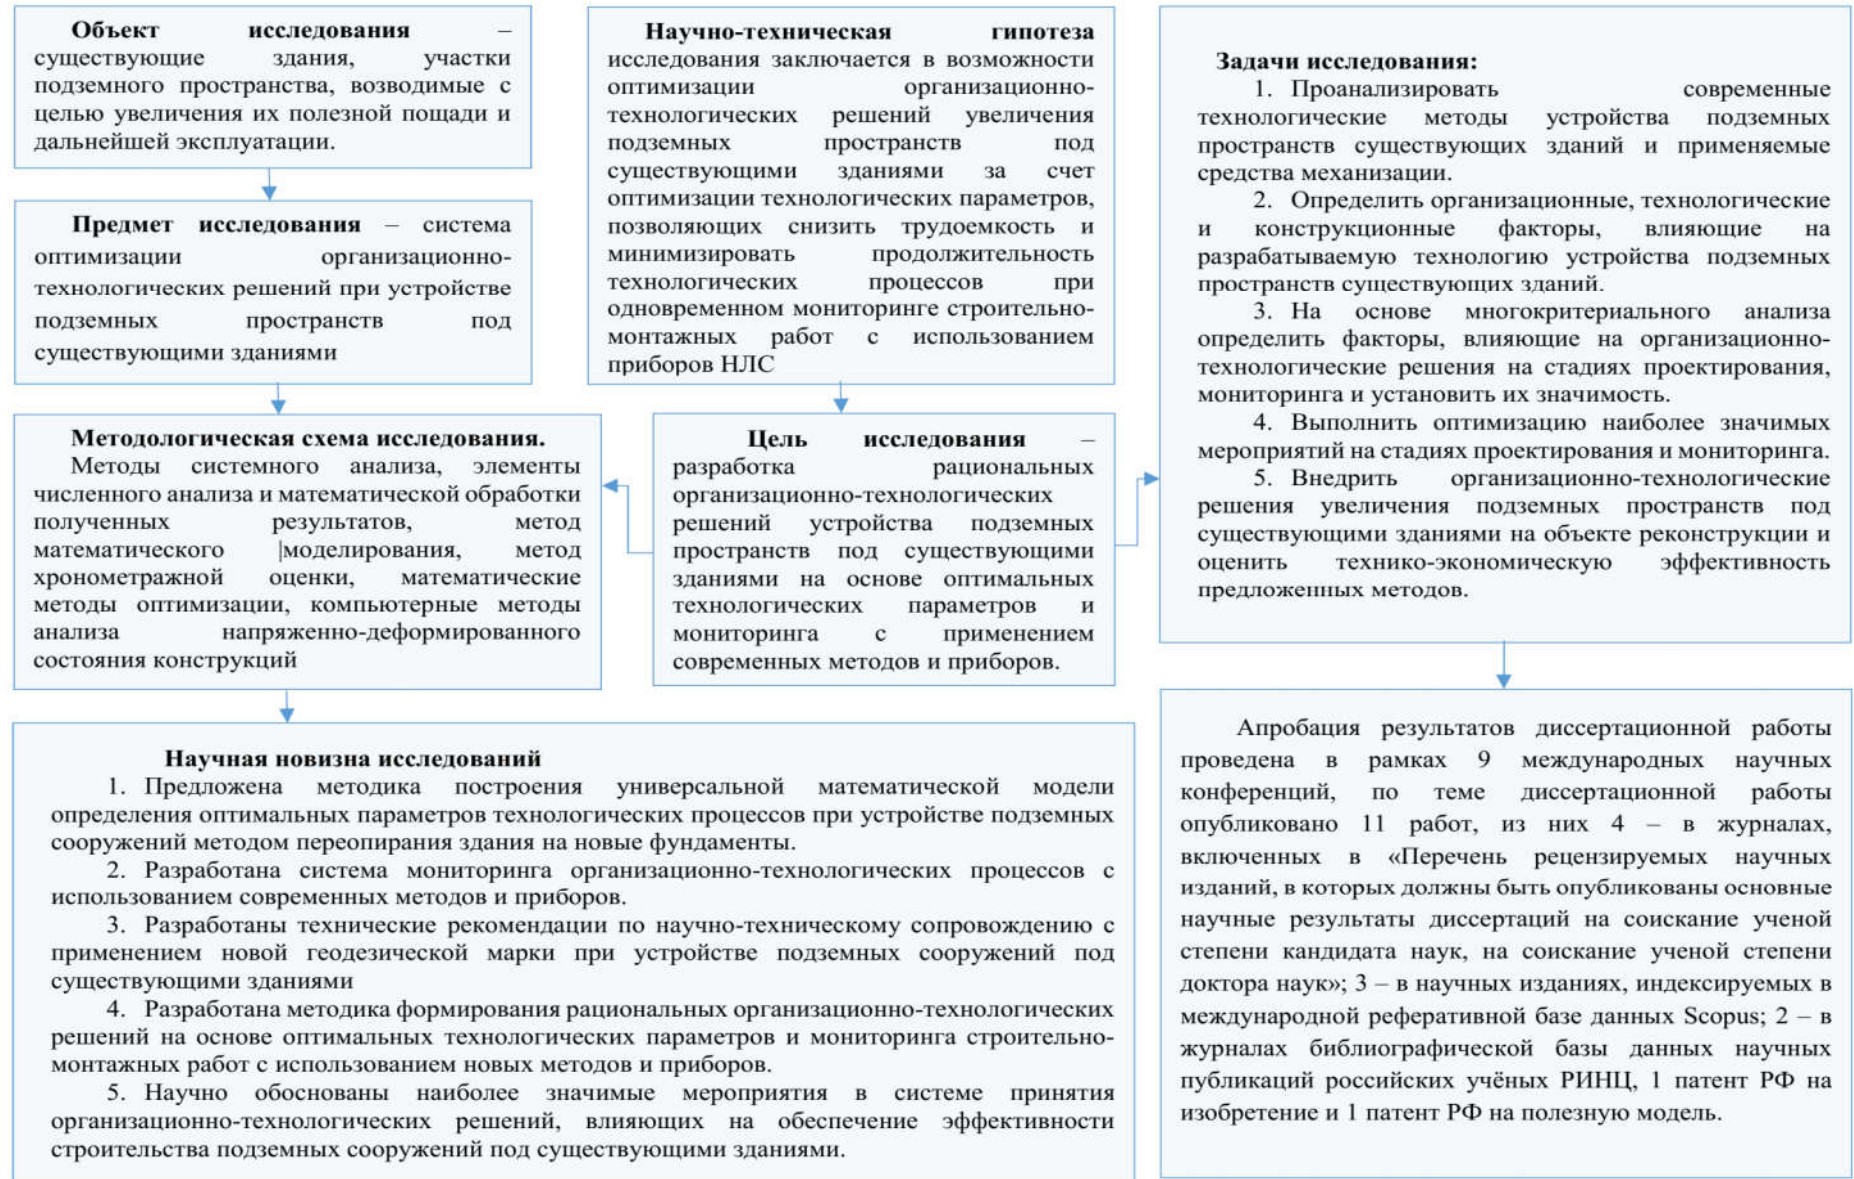 Объект исследования –
существующие здания, участки
подземного пространства, возводимые с
целью увеличения их полезной пощади и
дальнейшей эксплуатации.
Предмет исследования – система
оптимизации организационно-
технологических решений при устройстве
подземных пространств под
существующими зданиями
Методологическая схема исследования.
Методы системного анализа, элементы
численного анализа и математической обработки
полученных результатов, метод
математического |моделирования, метод
хронометражной оценки, математические
методы оптимизации, компьютерные методы
анализа напряженно-деформированного
состояния конструкций
Научно-техническая гипотеза
исследования заключается в возможности
оптимизации организационно-
технологических решений увеличения
подземных пространств под
существующими зданиями за счет
оптимизации технологических параметров,
позволяющих снизить трудоемкость и
минимизировать продолжительность
технологических процессов при
одновременном мониторинге строительно-
монтажных работ с использованием
приборов НЛС
Цель исследования –
разработка рациональных
организационно-технологических
решений устройства подземных
пространств под существующими
зданиями на основе оптимальных
технологических параметров и
мониторинга с применением
современных методов и приборов.
Задачи исследования:
1. Проанализировать современные
технологические методы устройства подземных
пространств существующих зданий и применяемые
средства механизации.
2. Определить организационные, технологические
и конструкционные факторы, влияющие на
разрабатываемую технологию устройства подземных
пространств существующих зданий.
3. На основе многокритериального анализа
определить факторы, влияющие на организационно-
технологические решения на стадиях проектирования,
мониторинга и установить их значимость.
4. Выполнить оптимизацию наиболее значимых
мероприятий на стадиях проектирования и мониторинга.
5. Внедрить организационно-технологические
решения увеличения подземных пространств под
существующими зданиями на объекте реконструкции и
оценить технико-экономическую эффективность
предложенных методов.
Научная новизна исследований
1. Предложена методика построения универсальной математической модели
определения оптимальных параметров технологических процессов при устройстве подземных
сооружений методом переопирания здания на новые фундаменты.
2. Разработана система мониторинга организационно-технологических процессов с
использованием современных методов и приборов.
3. Разработаны технические рекомендации по научно-техническому сопровождению с
применением новой геодезической марки при устройстве подземных сооружений под
существующими зданиями
4. Разработана методика формирования рациональных организационно-технологических
решений на основе оптимальных технологических параметров и мониторинга строительно-
монтажных работ с использованием новых методов и приборов.
5. Научно обоснованы наиболее значимые мероприятия в системе принятия
организационно-технологических решений, влияющих на обеспечение эффективности
строительства подземных сооружений под существующими зданиями.
Апробация результатов диссертационной работы
проведена в рамках 9 международных научных
конференций, по теме диссертационной работы
опубликовано 11 работ, из них 4 – в журналах,
включенных в «Перечень рецензируемых научных
изданий, в которых должны быть опубликованы основные
научные результаты диссертаций на соискание ученой
степени кандидата наук, на соискание ученой степени
доктора наук»; 3 – в научных изданиях, индексируемых в
международной реферативной базе данных Scopus; 2 – в
журналах библиографической базы данных научных
публикаций российских учёных РИНЦ, 1 патент РФ на
изобретение и 1 патент РФ на полезную модель.